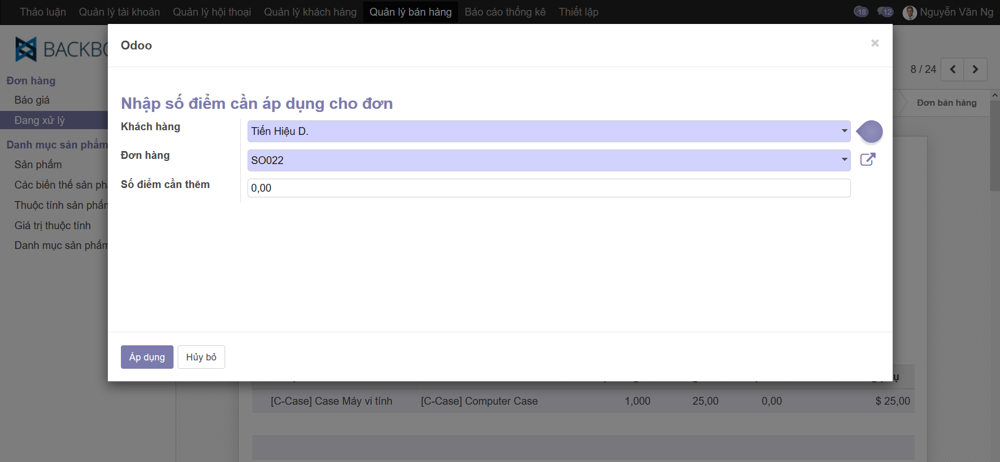 Thảo luận Quản lý tài khoản Quản lý hội thoại Quản lý khách hàng Quản lý bán hàng Báo cáo thống kê Thiết lập 18 12 Nguyễn Văn Ng
Odoo ×
BACKBO
8 / 24
Đơn hàng
Báo giá
Đang xử lý
Danh mục sản phẩm
Sản phẩm
Các biến thể sản ph
Thuộc tính sản phẩm
Giá trị thuộc tính
Danh mục sản phẩm
Đơn bán hàng
Nhập số điểm cần áp dụng cho đơn
Khách hàng Tiến Hiệu D.
Đơn hàng SO022
Số điểm cần thêm 0,00
Áp dụng Hủy bỏ
[C-Case] Case Máy vi tính [C-Case] Computer Case 1,000 25,00 0,00 $ 25,00